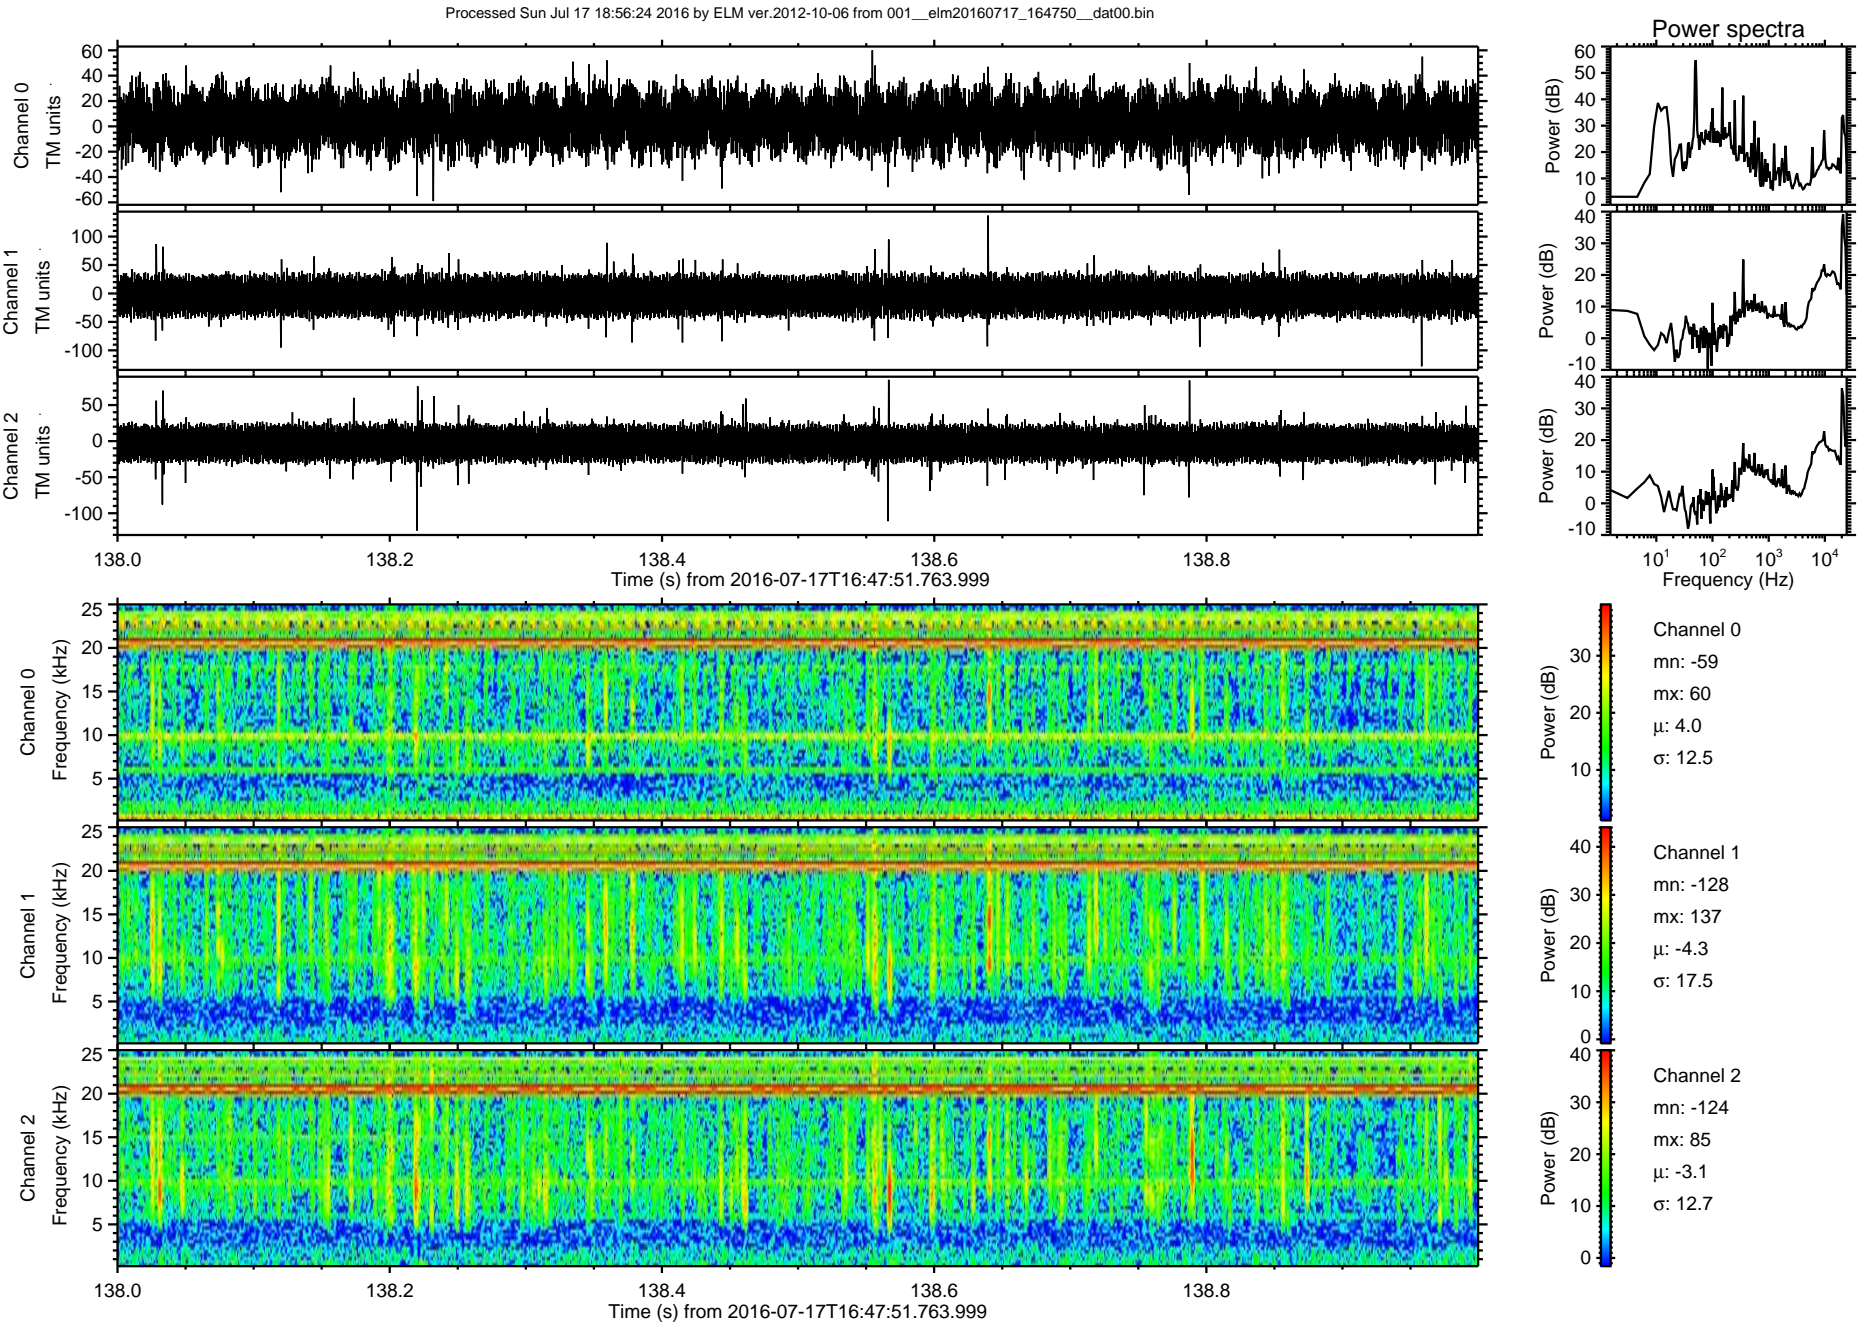 Processed Sun Jul 17 18:56:24 2016 by ELM ver.2012-10-06 from 001__elm20160717_164750__dat00.bin
Power spectra
Channel 0
TM units
60
40
20
0
-20
-40
-60
Power (dB)
60
50
40
30
20
10
0
Channel 1
TM units
100
50
0
-50
-100
Power (dB)
40
30
20
10
0
-10
Channel 2
TM units
50
0
-50
-100
Power (dB)
40
30
20
10
0
-10
138.0 138.2 138.4 138.6 138.8
Time (s) from 2016-07-17T16:47:51.763.999
10¹ 10² 10³ 10⁴
Frequency (Hz)
Channel 0
Frequency (kHz)
25
20
15
10
5
Power (dB)
30
20
10
Channel 0
mn: -59
mx: 60
μ: 4.0
σ: 12.5
Channel 1
Frequency (kHz)
25
20
15
10
5
Power (dB)
40
30
20
10
0
Channel 1
mn: -128
mx: 137
μ: -4.3
σ: 17.5
Channel 2
Frequency (kHz)
25
20
15
10
5
Power (dB)
40
30
20
10
0
Channel 2
mn: -124
mx: 85
μ: -3.1
σ: 12.7
138.0 138.2 138.4 138.6 138.8
Time (s) from 2016-07-17T16:47:51.763.999